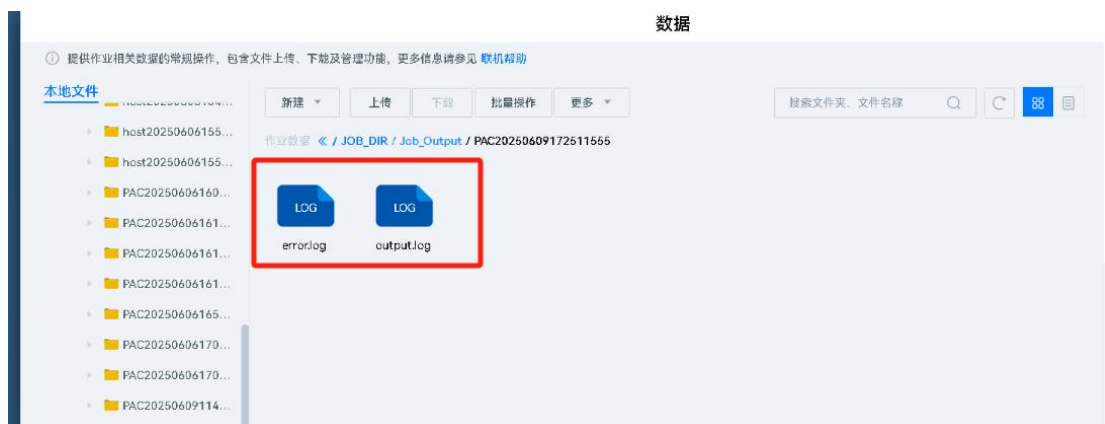 数据
提供作业相关数据的常规操作，包含文件上传、下载及管理功能，更多信息请参见 联机帮助
本地文件
新建 上传 下载 批量操作 更多 搜索文件夹、文件名称
host20250606155...
作业数据 ≪ / JOB_DIR / Job_Output / PAC20250609172511555
host20250606155...
PAC20250606160...
LOG LOG
PAC20250606161...
error.log output.log
PAC20250606161...
PAC20250606161...
PAC20250606165...
PAC20250606170...
PAC20250606170...
PAC20250609114...